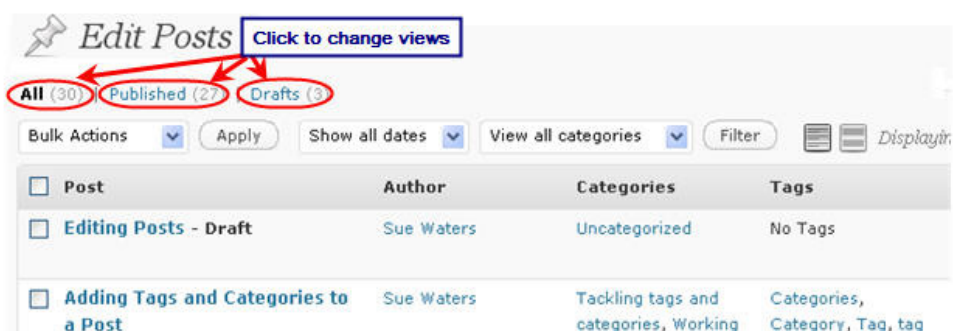 Edit Posts
Click to change views
All (30) | Published (27) | Drafts (3)
Bulk Actions Apply Show all dates View all categories Filter
Post Author Categories Tags
Editing Posts - Draft Sue Waters Uncategorized No Tags
Adding Tags and Categories to Sue Waters Tackling tags and Categories,
a Post categories, Working Category, Tag, tag